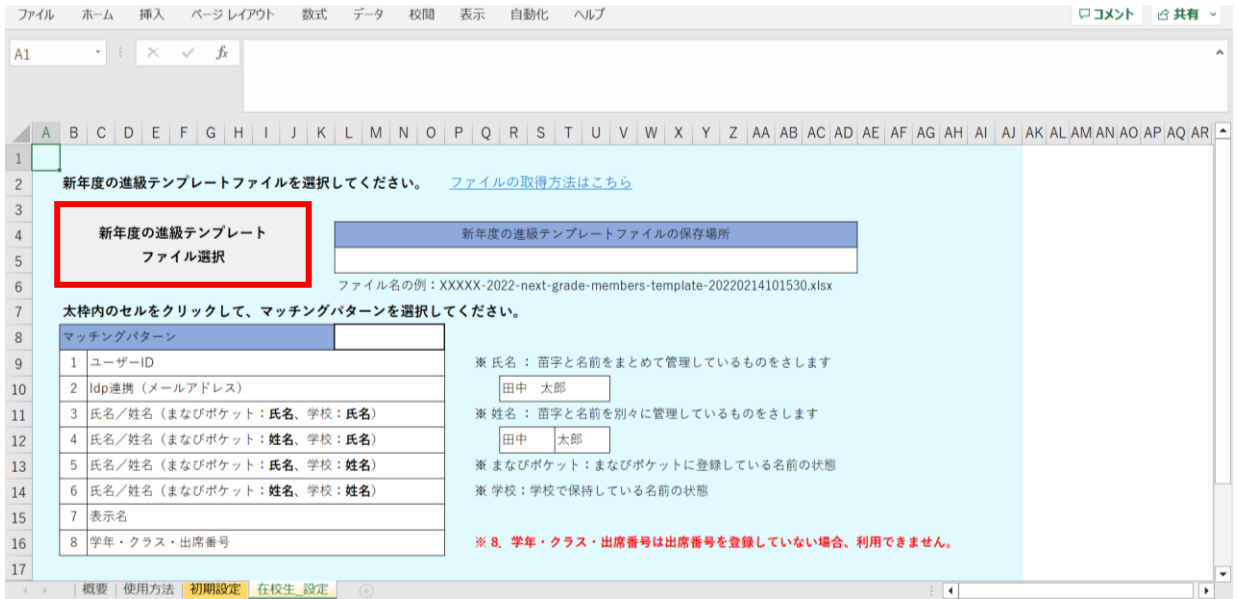 ファイル ホーム 挿入 ページ レイアウト 数式 データ 校閲 表示 自動化 ヘルプ コメント 共有
A1 fx
A B C D E F G H I J K L M N O P Q R S T U V W X Y Z AA AB AC AD AE AF AG AH AI AJ AK AL AM AN AO AP AQ AR
1
2 新年度の進級テンプレートファイルを選択してください。 ファイルの取得方法はこちら
3
4 新年度の進級テンプレート 新年度の進級テンプレートファイルの保存場所
5 ファイル選択
6 ファイル名の例：XXXXX-2022-next-grade-members-template-20220214101530.xlsx
7 太枠内のセルをクリックして、マッチングパターンを選択してください。
8 マッチングパターン
9 1 ユーザーID ※ 氏名 ： 苗字と名前をまとめて管理しているものをさします
10 2 Idp連携（メールアドレス） 田中 太郎
11 3 氏名／姓名（まなびポケット：氏名、学校：氏名） ※ 姓名 ： 苗字と名前を別々に管理しているものをさします
12 4 氏名／姓名（まなびポケット：姓名、学校：氏名） 田中 太郎
13 5 氏名／姓名（まなびポケット：氏名、学校：姓名） ※ まなびポケット：まなびポケットに登録している名前の状態
14 6 氏名／姓名（まなびポケット：姓名、学校：姓名） ※ 学校：学校で保持している名前の状態
15 7 表示名
16 8 学年・クラス・出席番号 ※ 8．学年・クラス・出席番号は出席番号を登録していない場合、利用できません。
17
概要 使用方法 初期設定 在校生_設定